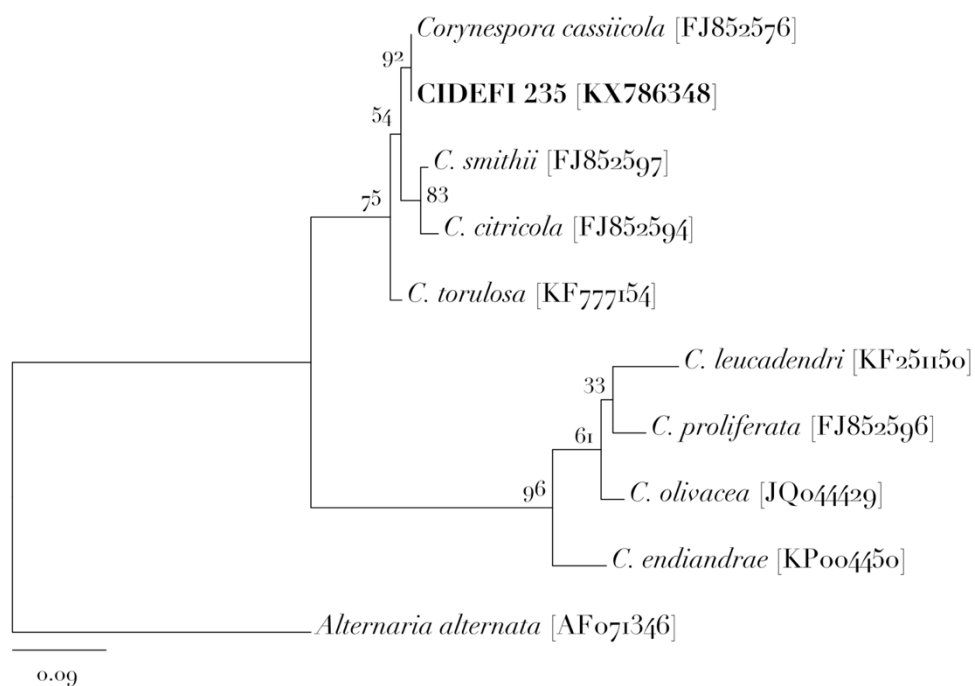 Corynespora cassiicola [FJ852576]
92
CIDEFI 235 [KX786348]
54
C. smithii [FJ852597]
83
75
C. citricola [FJ852594]
C. torulosa [KF777154]
C. leucadendri [KF251150]
33
C. proliferata [FJ852596]
61
C. olivacea [JQ044429]
96
C. endiandrae [KP004450]
Alternaria alternata [AF071346]
0.09